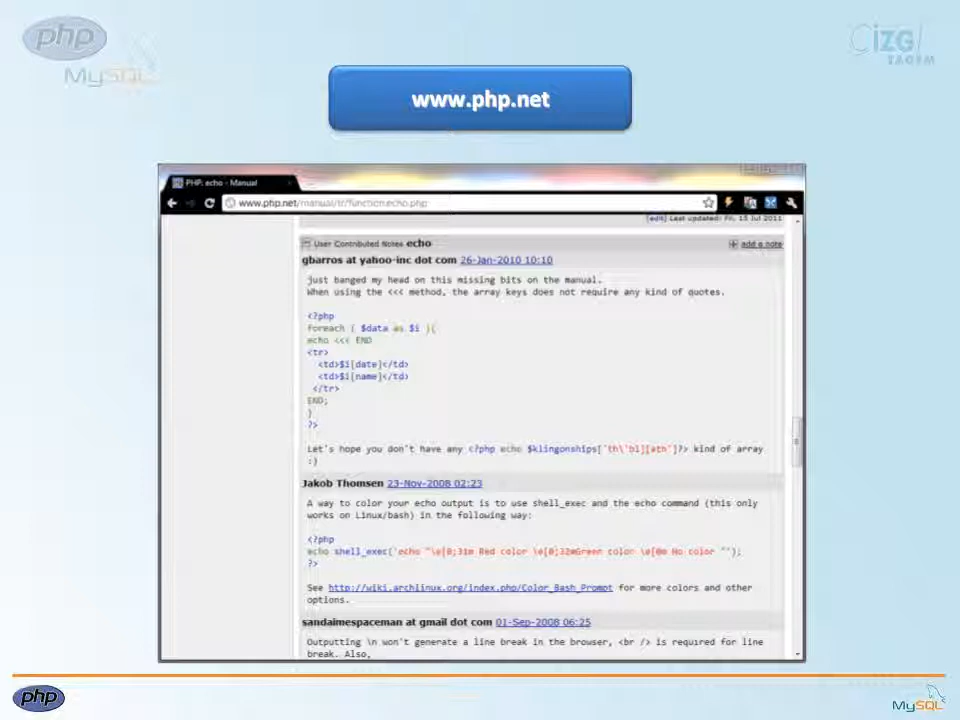 php
MySQL
ÇizGİ
TAGEM
www.php.net
PHP: echo - Manual
www.php.net/manual/tr/function.echo.php
[edit] Last updated: Fri, 15 Jul 2011
User Contributed Notes echo
add a note
gbarros at yahoo-inc dot com 26-Jan-2010 10:10
just banged my head on this missing bits on the manual.
When using the <<< method, the array keys does not require any kind of quotes.
<?php
foreach ( $data as $i ){
echo <<< END
<tr>
<td>$i[date]</td>
<td>$i[name]</td>
</tr>
END;
}
?>
Let's hope you don't have any <?php echo $klingonships['th\'bl][ath']?> kind of array
:)
Jakob Thomsen 23-Nov-2008 02:23
A way to color your echo output is to use shell_exec and the echo command (this only
works on Linux/bash) in the following way:
<?php
echo shell_exec('echo "\e[0;31m Red color \e[0;32mGreen color \e[0m No color "');
?>
See http://wiki.archlinux.org/index.php/Color_Bash_Prompt for more colors and other
options.
sandaimespaceman at gmail dot com 01-Sep-2008 06:25
Outputting \n won't generate a line break in the browser, <br /> is required for line
break. Also,
php
MySQL